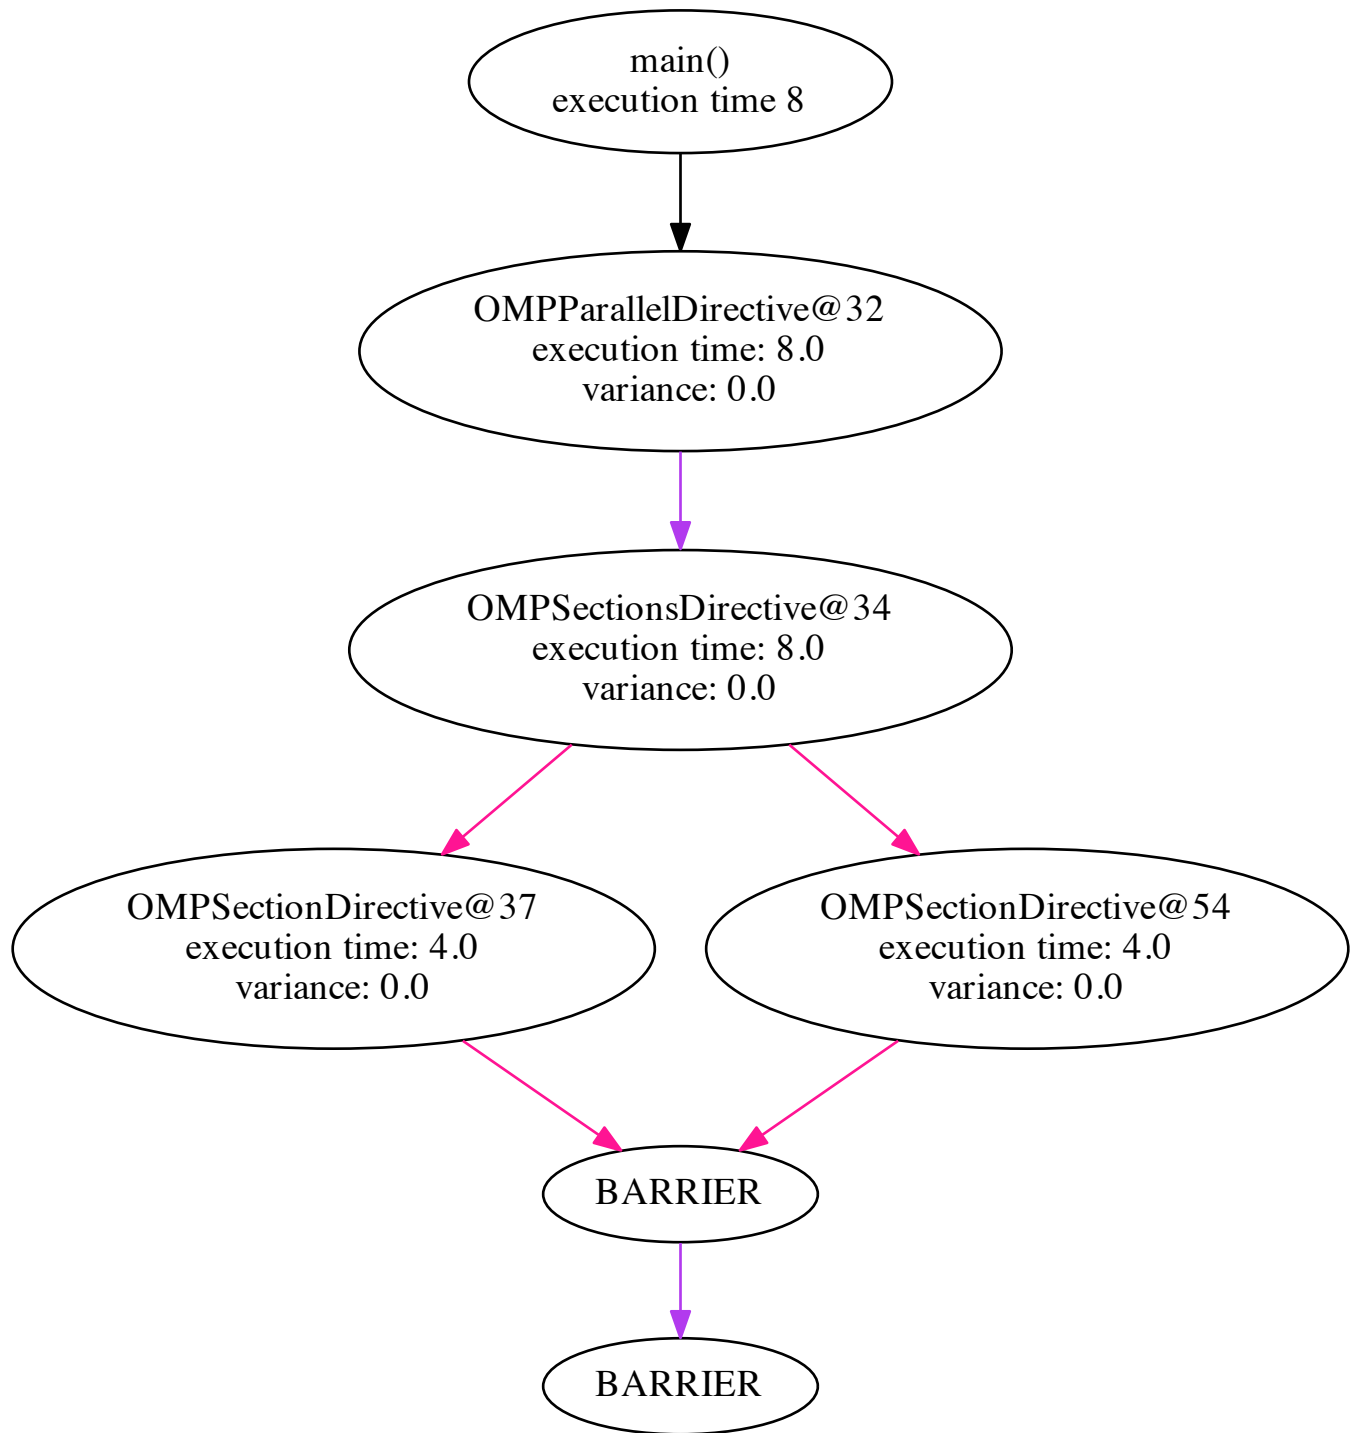 main()
execution time 8
OMPParallelDirective@32
execution time: 8.0
variance: 0.0
OMPSectionsDirective@34
execution time: 8.0
variance: 0.0
OMPSectionDirective@37
execution time: 4.0
variance: 0.0
OMPSectionDirective@54
execution time: 4.0
variance: 0.0
BARRIER
BARRIER